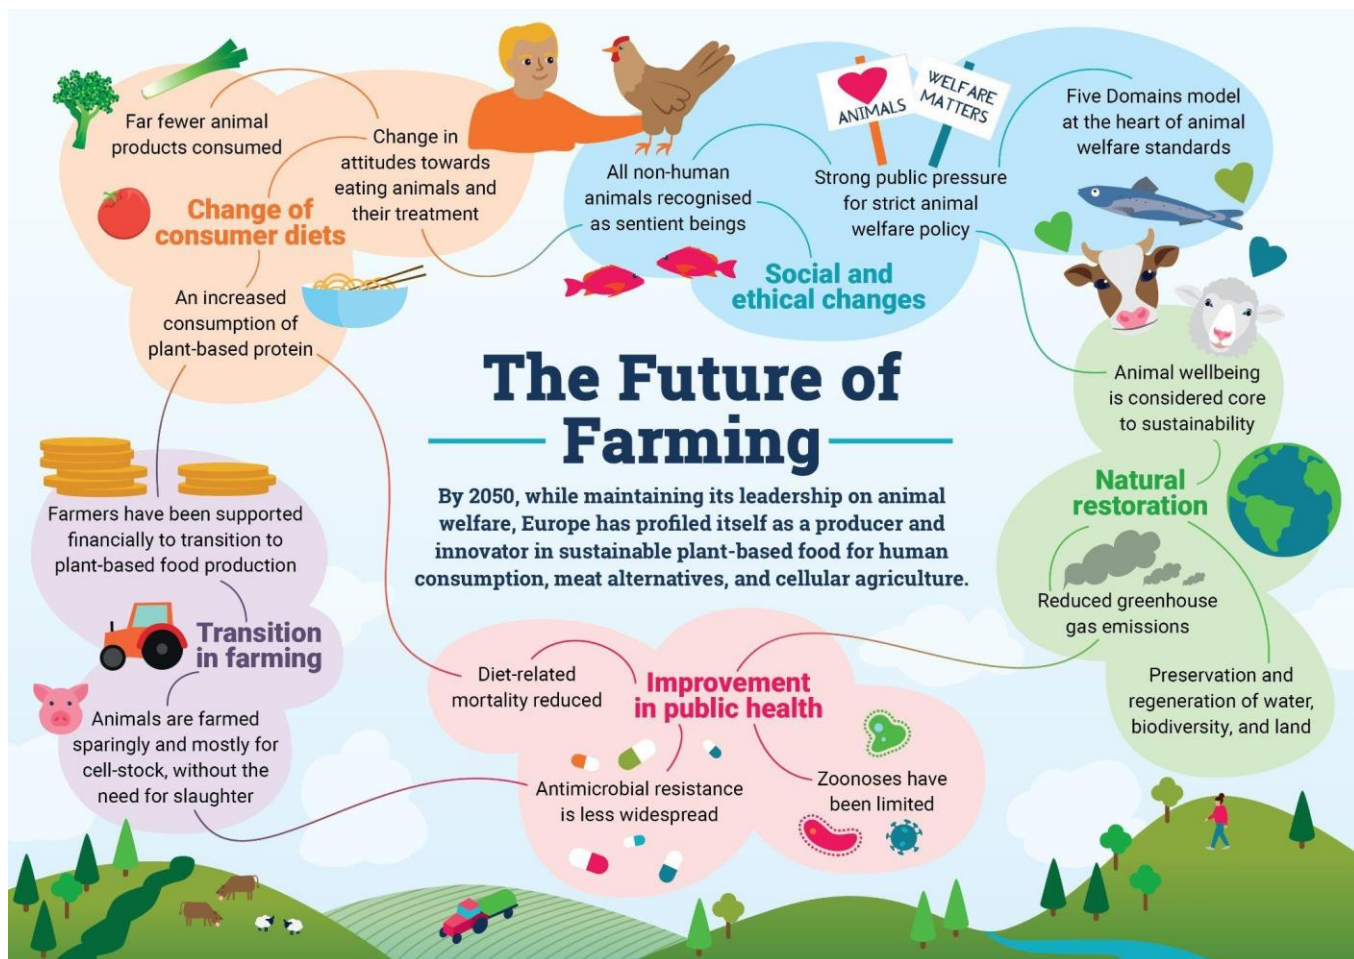 The Future of
Farming
By 2050, while maintaining its leadership on animal
welfare, Europe has profiled itself as a producer and
innovator in sustainable plant-based food for human
consumption, meat alternatives, and cellular agriculture.
Change of
consumer diets
Far fewer animal
products consumed
Change in
attitudes towards
eating animals and
their treatment
An increased
consumption of
plant-based protein
Social and
ethical changes
All non-human
animals recognised
as sentient beings
ANIMALS
WELFARE
MATTERS
Strong public pressure
for strict animal
welfare policy
Five Domains model
at the heart of animal
welfare standards
Natural
restoration
Animal wellbeing
is considered core
to sustainability
Reduced greenhouse
gas emissions
Preservation and
regeneration of water,
biodiversity, and land
Transition
in farming
Farmers have been supported
financially to transition to
plant-based food production
Animals are farmed
sparingly and mostly for
cell-stock, without the
need for slaughter
Improvement
in public health
Diet-related
mortality reduced
Antimicrobial resistance
is less widespread
Zoonoses have
been limited